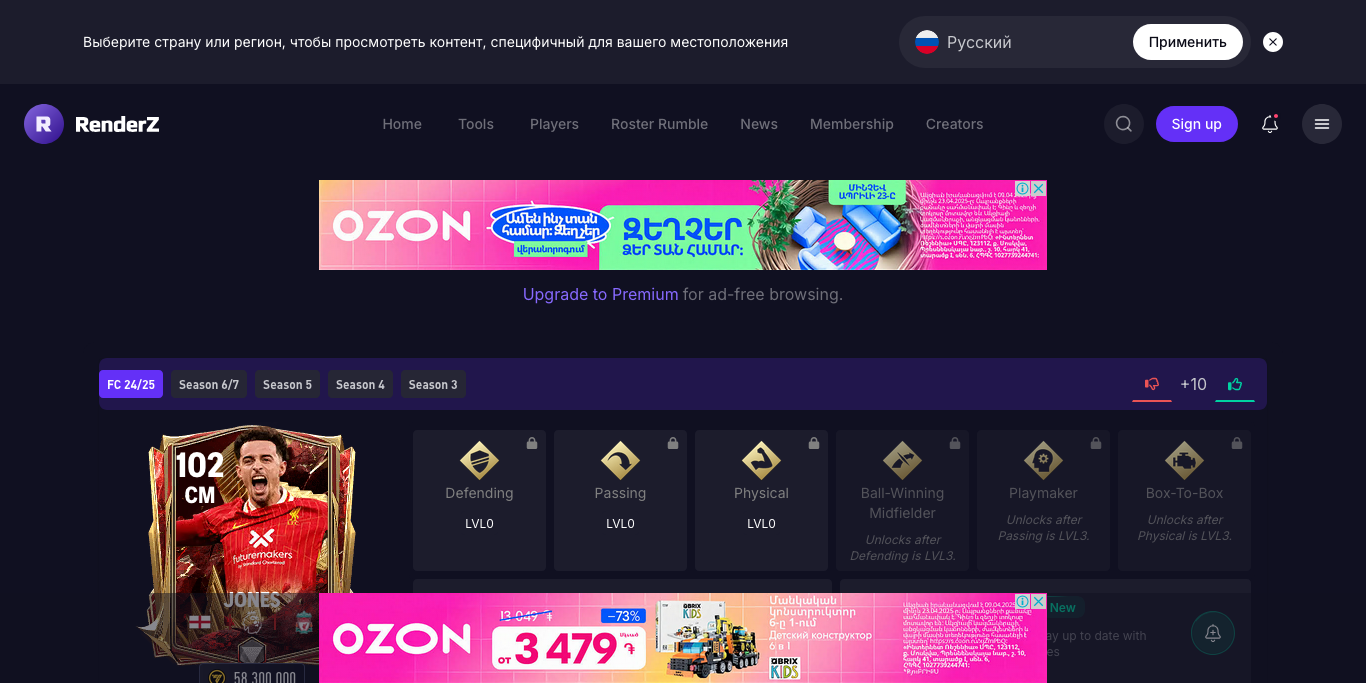 Выберите страну или регион, чтобы просмотреть контент, специфичный для вашего местоположения
Русский
Применить
R RenderZ
Home
Tools
Players
Roster Rumble
News
Membership
Creators
Sign up
OZON
Ամեն ինչ տան
համար: Զեղչեր
վերանորոգում
ԶԵՂՉԵՐ
ՁԵՐ ՏԱՆ ՀԱՄԱՐ:
ՄԻՆՉԵՎ
ԱՊՐԻԼԻ 23-Ը
Upgrade to Premium for ad-free browsing.
FC 24/25
Season 6/7
Season 5
Season 4
Season 3
+10
102
CM
futuremakers
by Standard Chartered
JONES
58 300 000
Defending
LVL0
Passing
LVL0
Physical
LVL0
Ball-Winning
Midfielder
Unlocks after
Defending is LVL3.
Playmaker
Unlocks after
Passing is LVL3.
Box-To-Box
Unlocks after
Physical is LVL3.
New
ay up to date with
es
OZON
13 049 ֏
−73%
от 3 479 ֏
QBRIX
KIDS
Մանկական
կոնստրուկտոր
6-ը 1-ում
Детский конструктор
6 в 1
QBRIX
KIDS